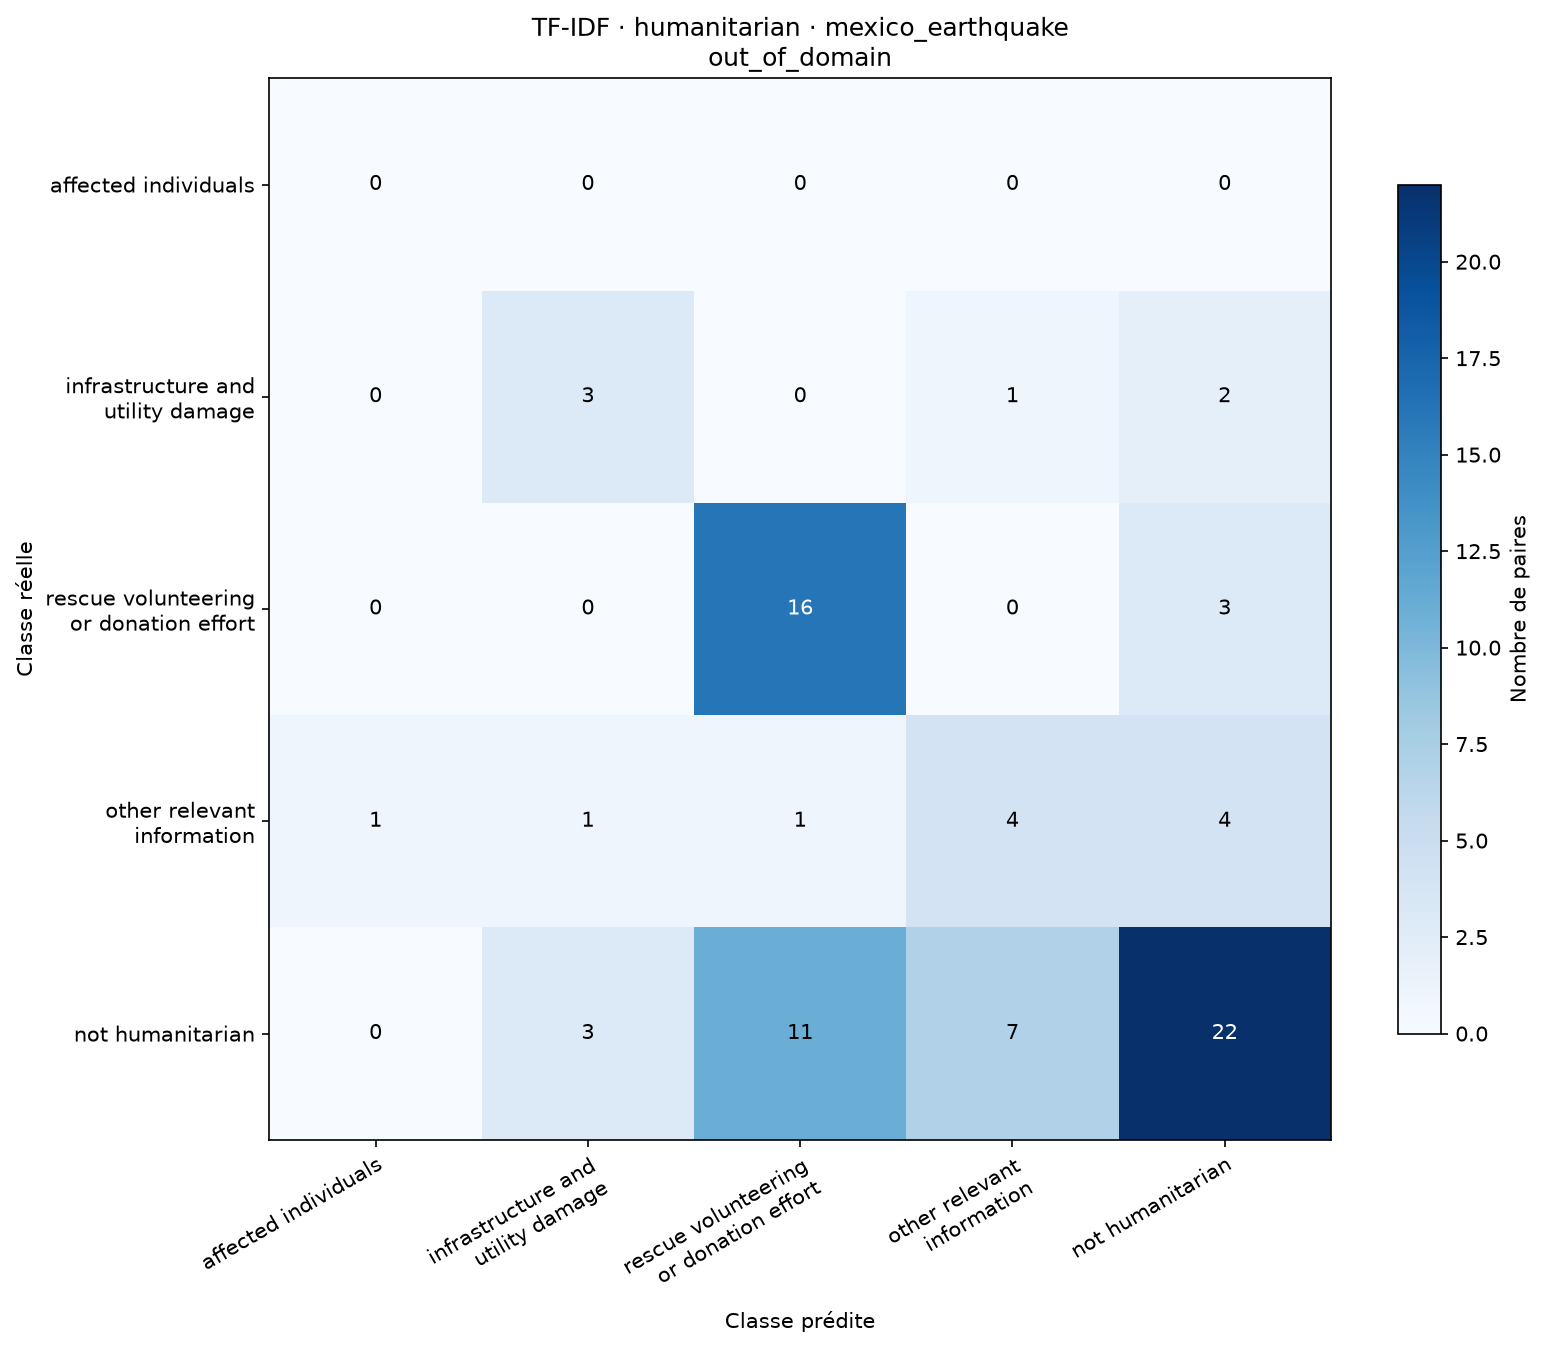 TF-IDF · humanitarian · mexico_earthquake
out_of_domain
affected individuals
0 0 0 0 0
infrastructure and
utility damage
0 3 0 1 2
rescue volunteering
or donation effort
0 0 16 0 3
other relevant
information
1 1 1 4 4
not humanitarian
0 3 11 7 22
Classe réelle
affected individuals
infrastructure and
utility damage
rescue volunteering
or donation effort
other relevant
information
not humanitarian
Classe prédite
20.0
17.5
15.0
12.5
10.0
7.5
5.0
2.5
0.0
Nombre de paires